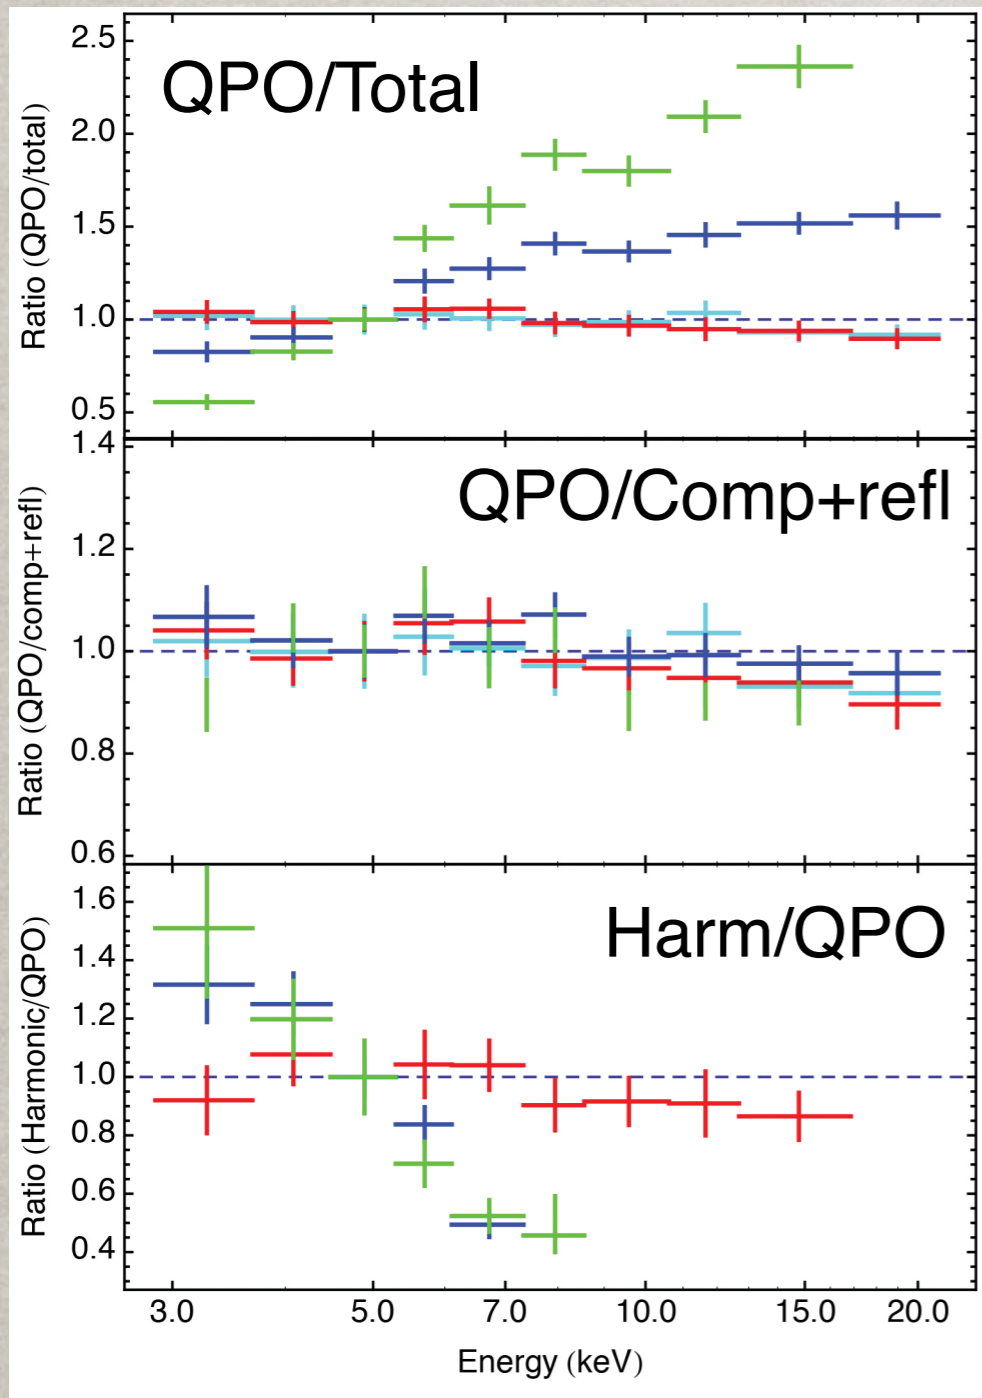 QPO/Total
Ratio (QPO/total)
2.5
2.0
1.5
1.0
0.5
QPO/Comp+refl
Ratio (QPO/comp+refl)
1.4
1.2
1.0
0.8
0.6
Harm/QPO
Ratio (Harmonic/QPO)
1.6
1.4
1.2
1.0
0.8
0.6
0.4
3.0 5.0 7.0 10.0 15.0 20.0
Energy (keV)